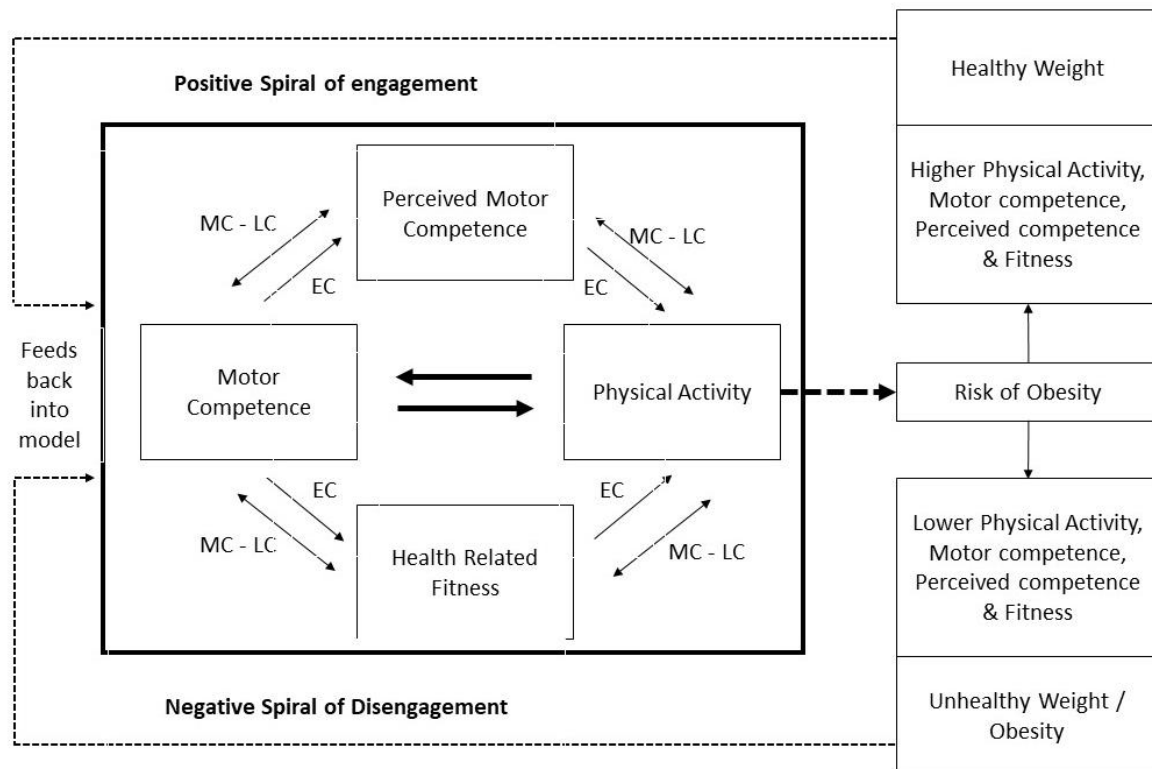 Positive Spiral of engagement
Healthy Weight
Higher Physical Activity,
Motor competence,
Perceived competence
& Fitness
Perceived Motor
Competence
MC - LC
EC
MC - LC
EC
Feeds
back
into
model
Motor
Competence
Physical Activity
Risk of Obesity
EC
MC - LC
EC
MC - LC
Health Related
Fitness
Lower Physical Activity,
Motor competence,
Perceived competence
& Fitness
Negative Spiral of Disengagement
Unhealthy Weight /
Obesity